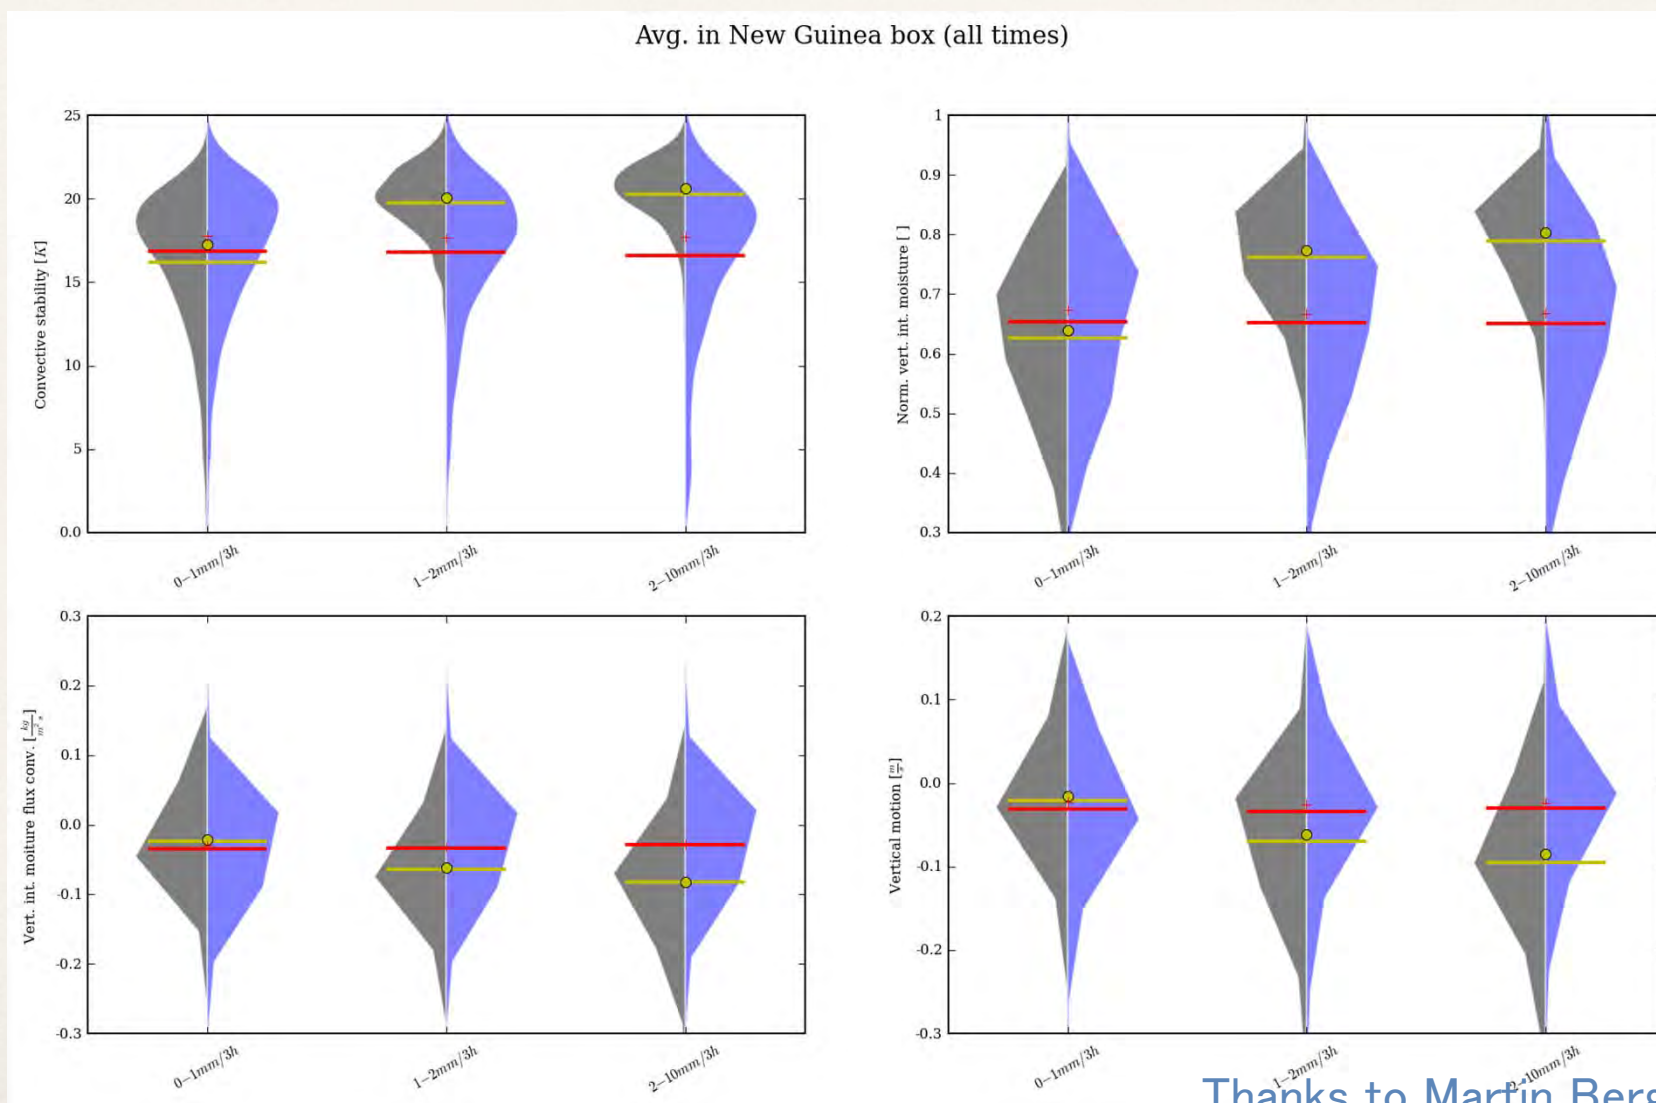 Avg. in New Guinea box (all times)
25
20
15
10
5
0.0
Convective stability [K]
0−1mm/3h
1−2mm/3h
2−10mm/3h
1
0.9
0.8
0.7
0.6
0.5
0.4
0.3
Norm. vert. int. moisture [ ]
0−1mm/3h
1−2mm/3h
2−10mm/3h
0.3
0.2
0.1
0.0
-0.1
-0.2
-0.3
Vert. int. moiture flux conv. [kg/m² s]
0−1mm/3h
1−2mm/3h
2−10mm/3h
0.2
0.1
0.0
-0.1
-0.2
-0.3
Vertical motion [m/s]
0−1mm/3h
1−2mm/3h
2−10mm/3h
Thanks to Martin Berg